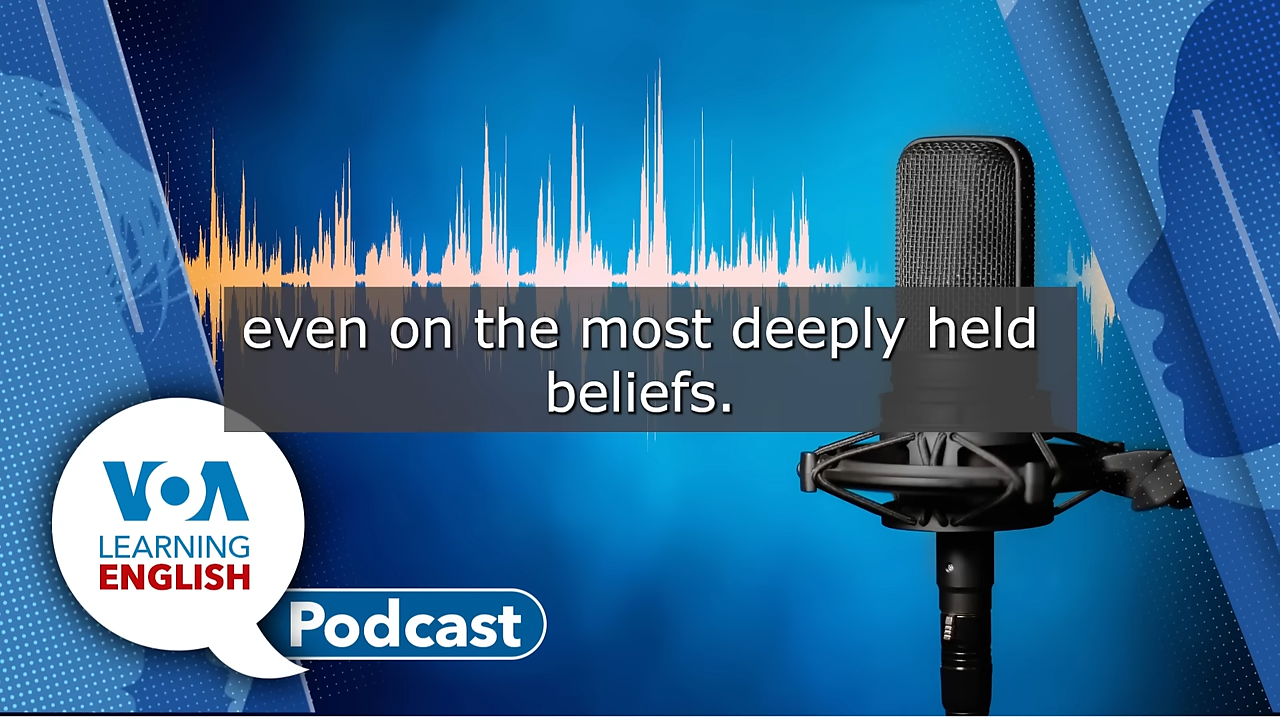 even on the most deeply held
beliefs.
VOA
LEARNING
ENGLISH
Podcast